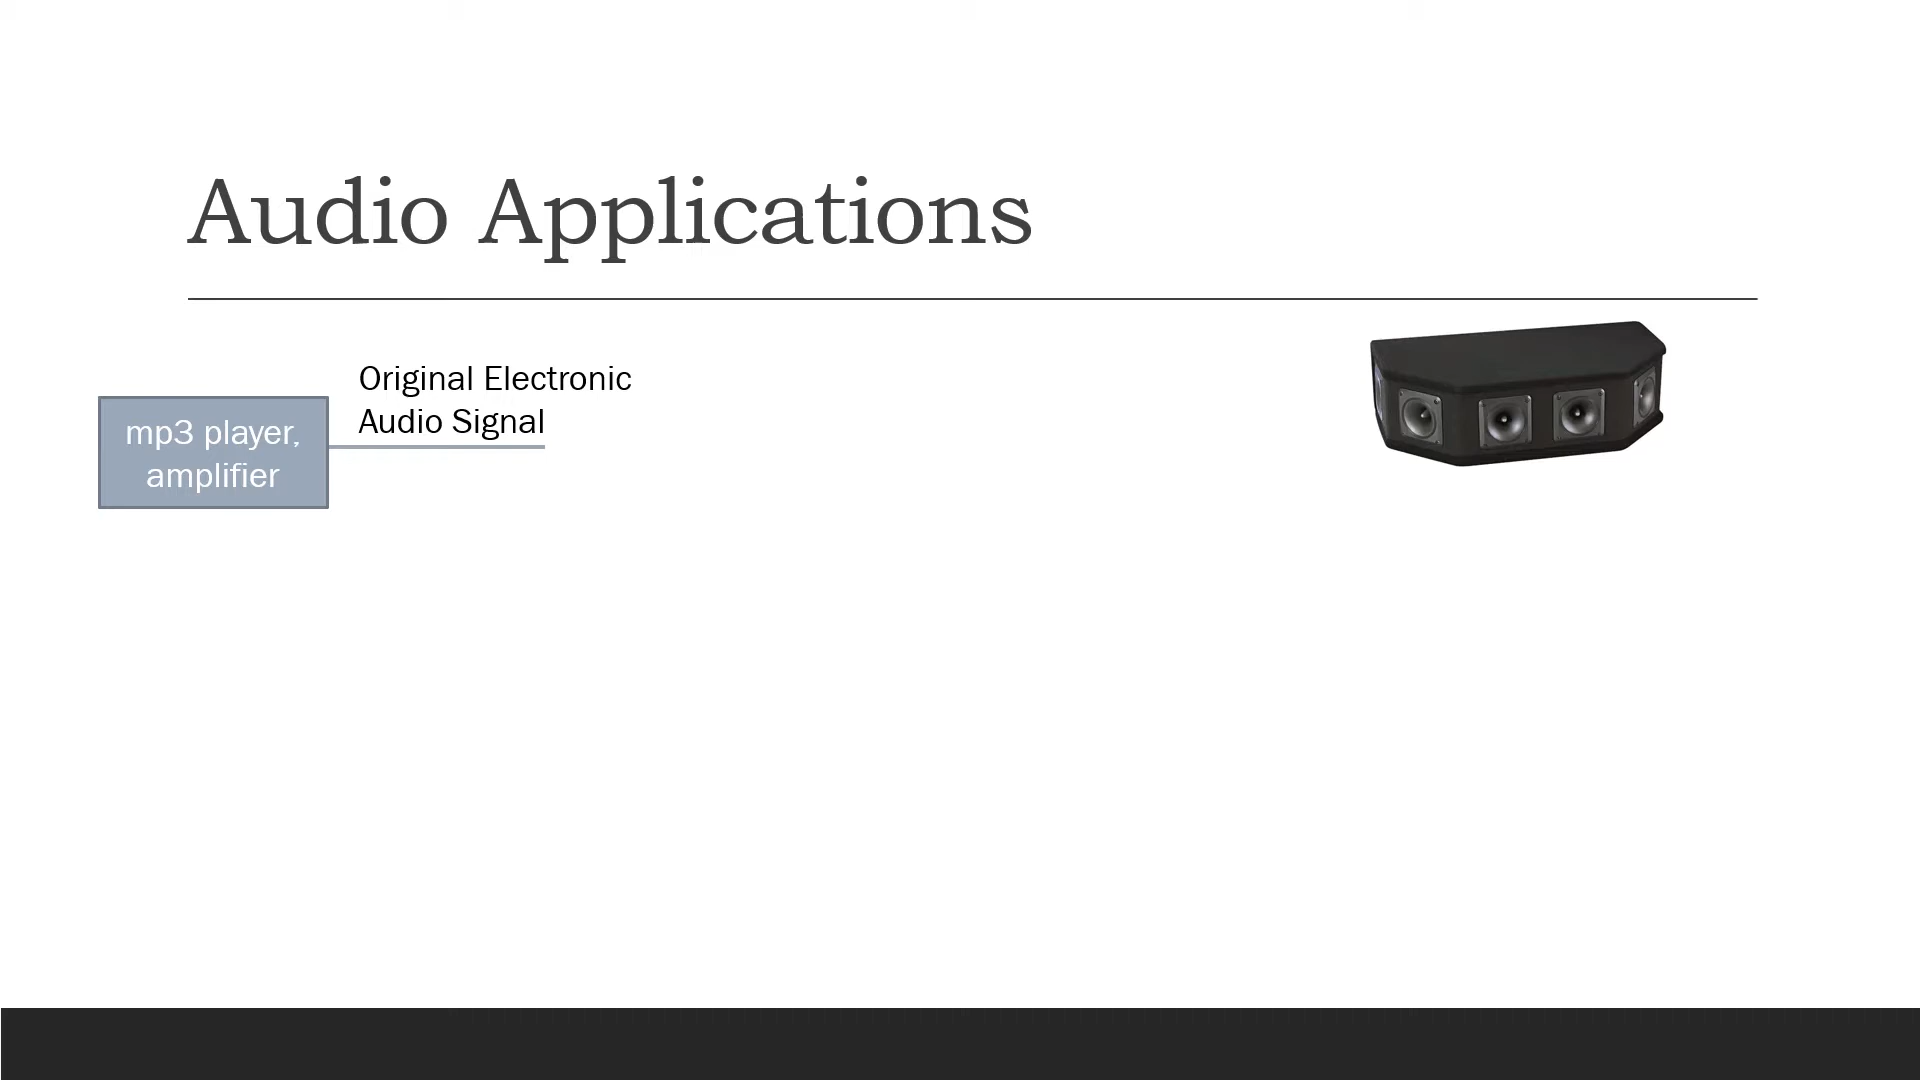 Audio Applications
Original Electronic
Audio Signal
mp3 player,
amplifier